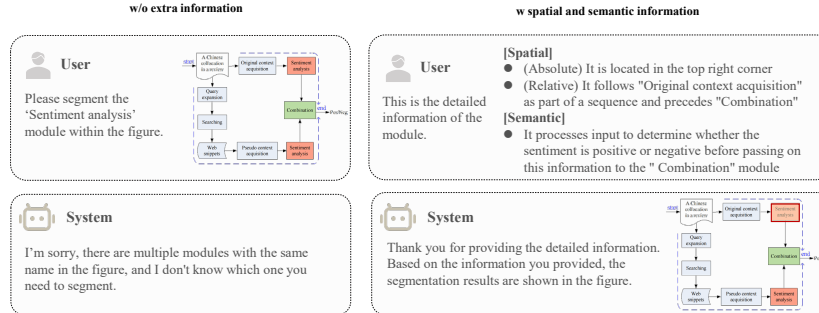 w/o extra information
User
Please segment the
‘Sentiment analysis’
module within the figure.
start
A Chinese
collocation
in a review
Original context
acquisition
Sentiment
analysis
Query
expansion
Searching
Web
snippets
Pseudo context
acquisition
Sentiment
analysis
Combination
+
end
-
Pos/Neg
System
I’m sorry, there are multiple modules with the same
name in the figure, and I don't know which one you
need to segment.
w spatial and semantic information
User
This is the detailed
information of the
module.
[Spatial]
● (Absolute) It is located in the top right corner
● (Relative) It follows "Original context acquisition"
as part of a sequence and precedes "Combination"
[Semantic]
● It processes input to determine whether the
sentiment is positive or negative before passing on
this information to the " Combination" module
System
Thank you for providing the detailed information.
Based on the information you provided, the
segmentation results are shown in the figure.
start
A Chinese
collocation
in a review
Original context
acquisition
Sentiment
analysis
Query
expansion
Searching
Web
snippets
Pseudo context
acquisition
Sentiment
analysis
Combination
+
end
-